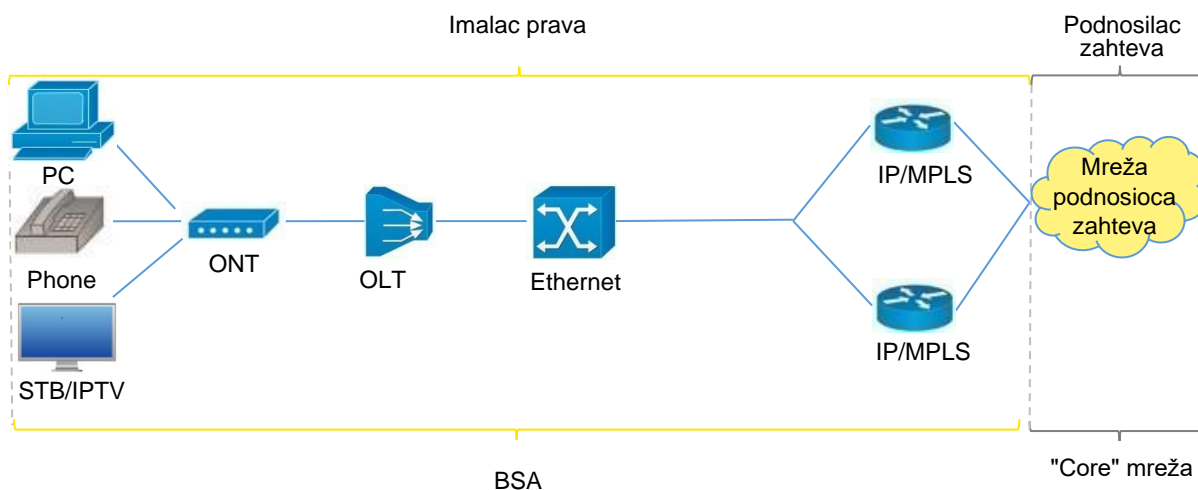 Imalac prava
Podnosilac
zahteva
PC
Phone
STB/IPTV
ONT
OLT
Ethernet
IP/MPLS
IP/MPLS
Mreža
podnosioca
zahteva
BSA
"Core" mreža